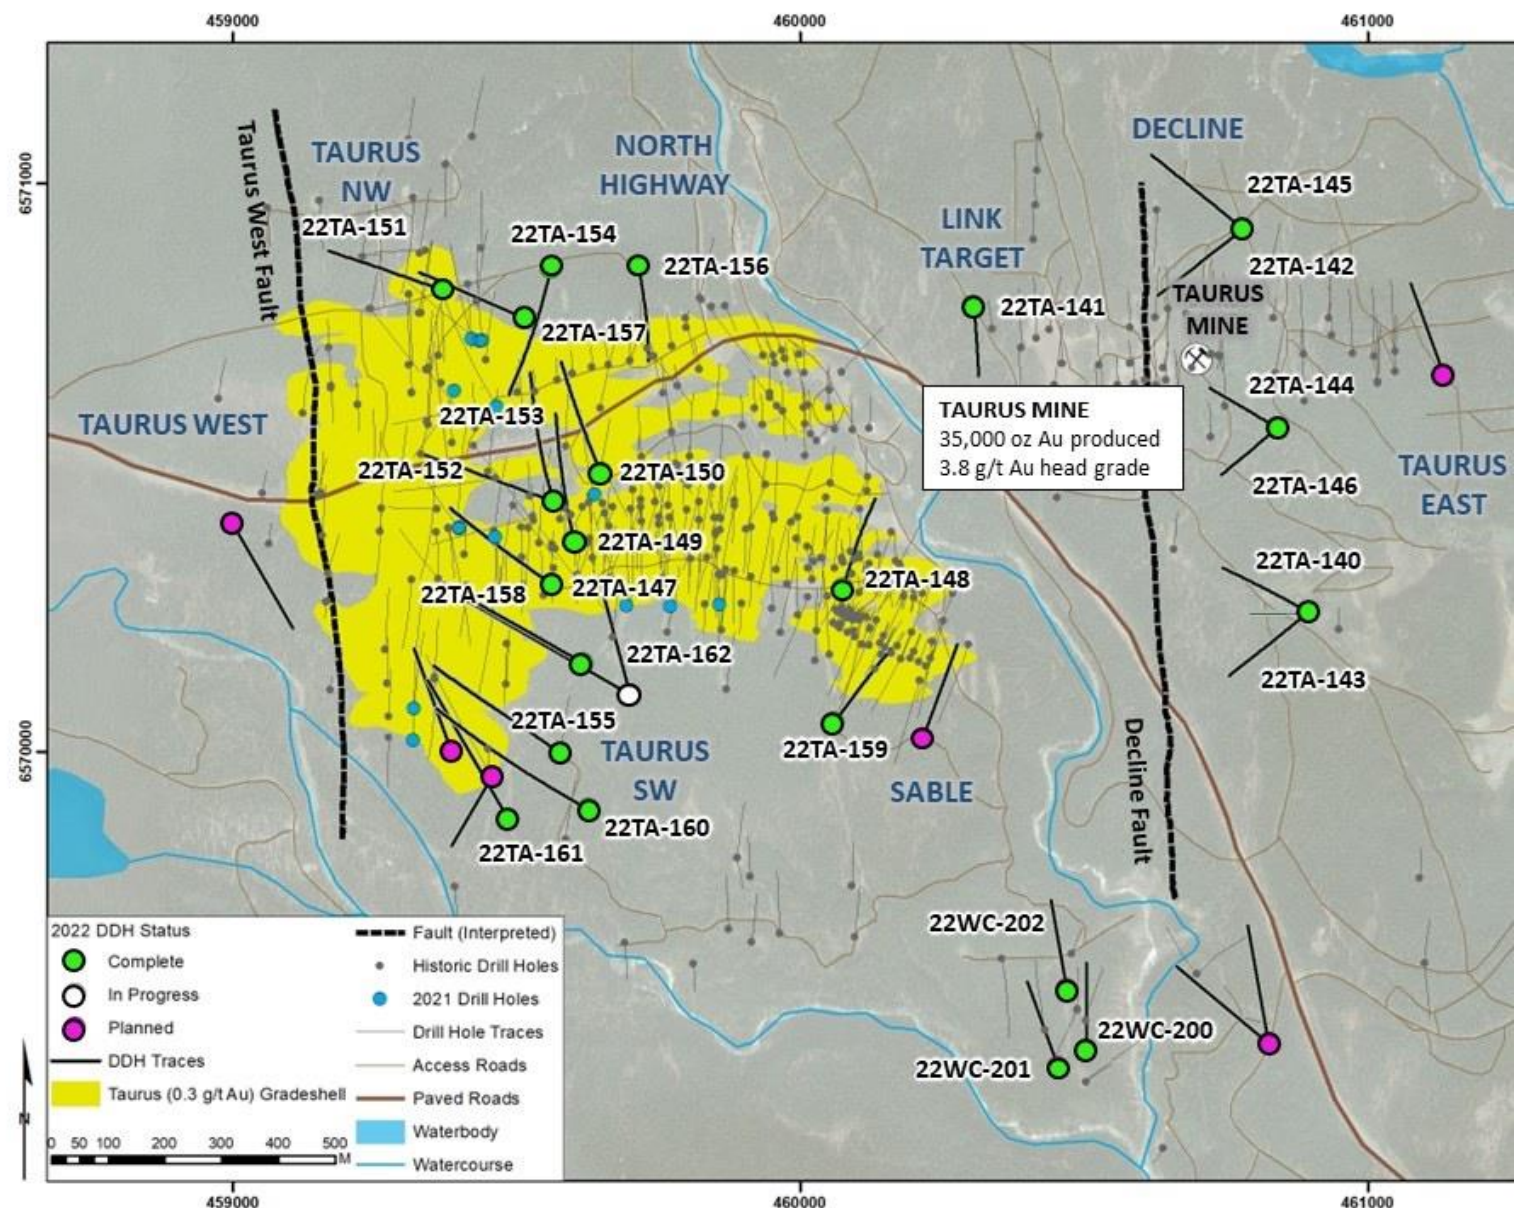 459000
460000
461000
6571000
6570000
Taurus West Fault
TAURUS
NW
NORTH
HIGHWAY
DECLINE
LINK
TARGET
22TA-151
22TA-154
22TA-156
22TA-145
22TA-142
22TA-141
TAURUS
MINE
22TA-157
TAURUS WEST
22TA-153
22TA-152
22TA-150
TAURUS MINE
35,000 oz Au produced
3.8 g/t Au head grade
22TA-144
22TA-146
TAURUS
EAST
22TA-149
22TA-147
22TA-158
22TA-148
22TA-140
22TA-143
22TA-162
22TA-155
22TA-159
TAURUS
SW
SABLE
Decline Fault
22TA-160
22TA-161
22WC-202
22WC-200
22WC-201
2022 DDH Status
Complete
In Progress
Planned
DDH Traces
Taurus (0.3 g/t Au) Gradeshell
0 50 100 200 300 400 500
M
Fault (Interpreted)
Historic Drill Holes
2021 Drill Holes
Drill Hole Traces
Access Roads
Paved Roads
Waterbody
Watercourse
N
459000
460000
461000